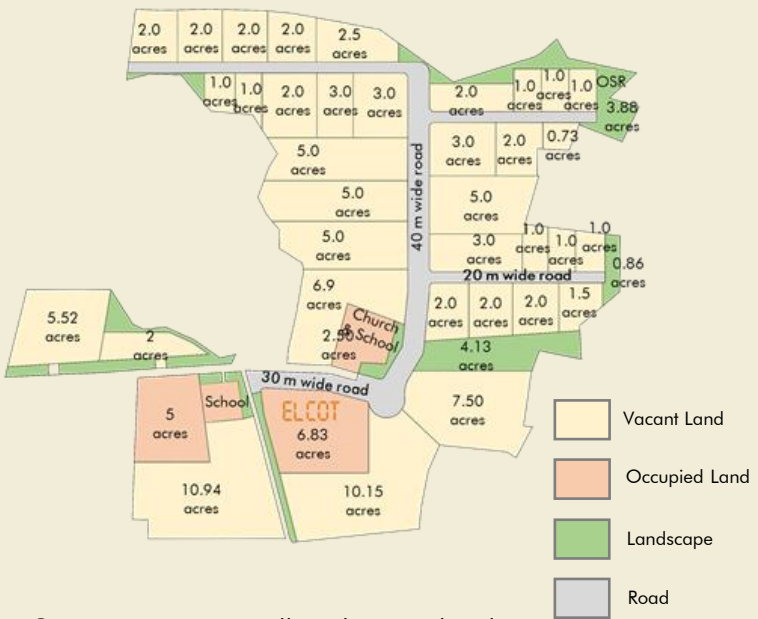 2.0
acres
2.0
acres
2.0
acres
2.0
acres
2.5
acres
1.0
acres
1.0
acres
2.0
acres
3.0
acres
3.0
acres
2.0
acres
1.0
acres
1.0
acres
1.0
acres
OSR
3.88
acres
3.0
acres
2.0
acres
0.73
acres
5.0
acres
5.0
acres
5.0
acres
40 m wide road
5.0
acres
3.0
acres
1.0
acres
1.0
acres
1.0
acres
0.86
acres
20 m wide road
6.9
acres
2.0
acres
2.0
acres
2.0
acres
1.5
acres
Church
& School
2.50
acres
4.13
acres
5.52
acres
2
acres
30 m wide road
7.50
acres
5
acres
School
ELCOT
6.83
acres
10.94
acres
10.15
acres
Vacant Land
Occupied Land
Landscape
Road